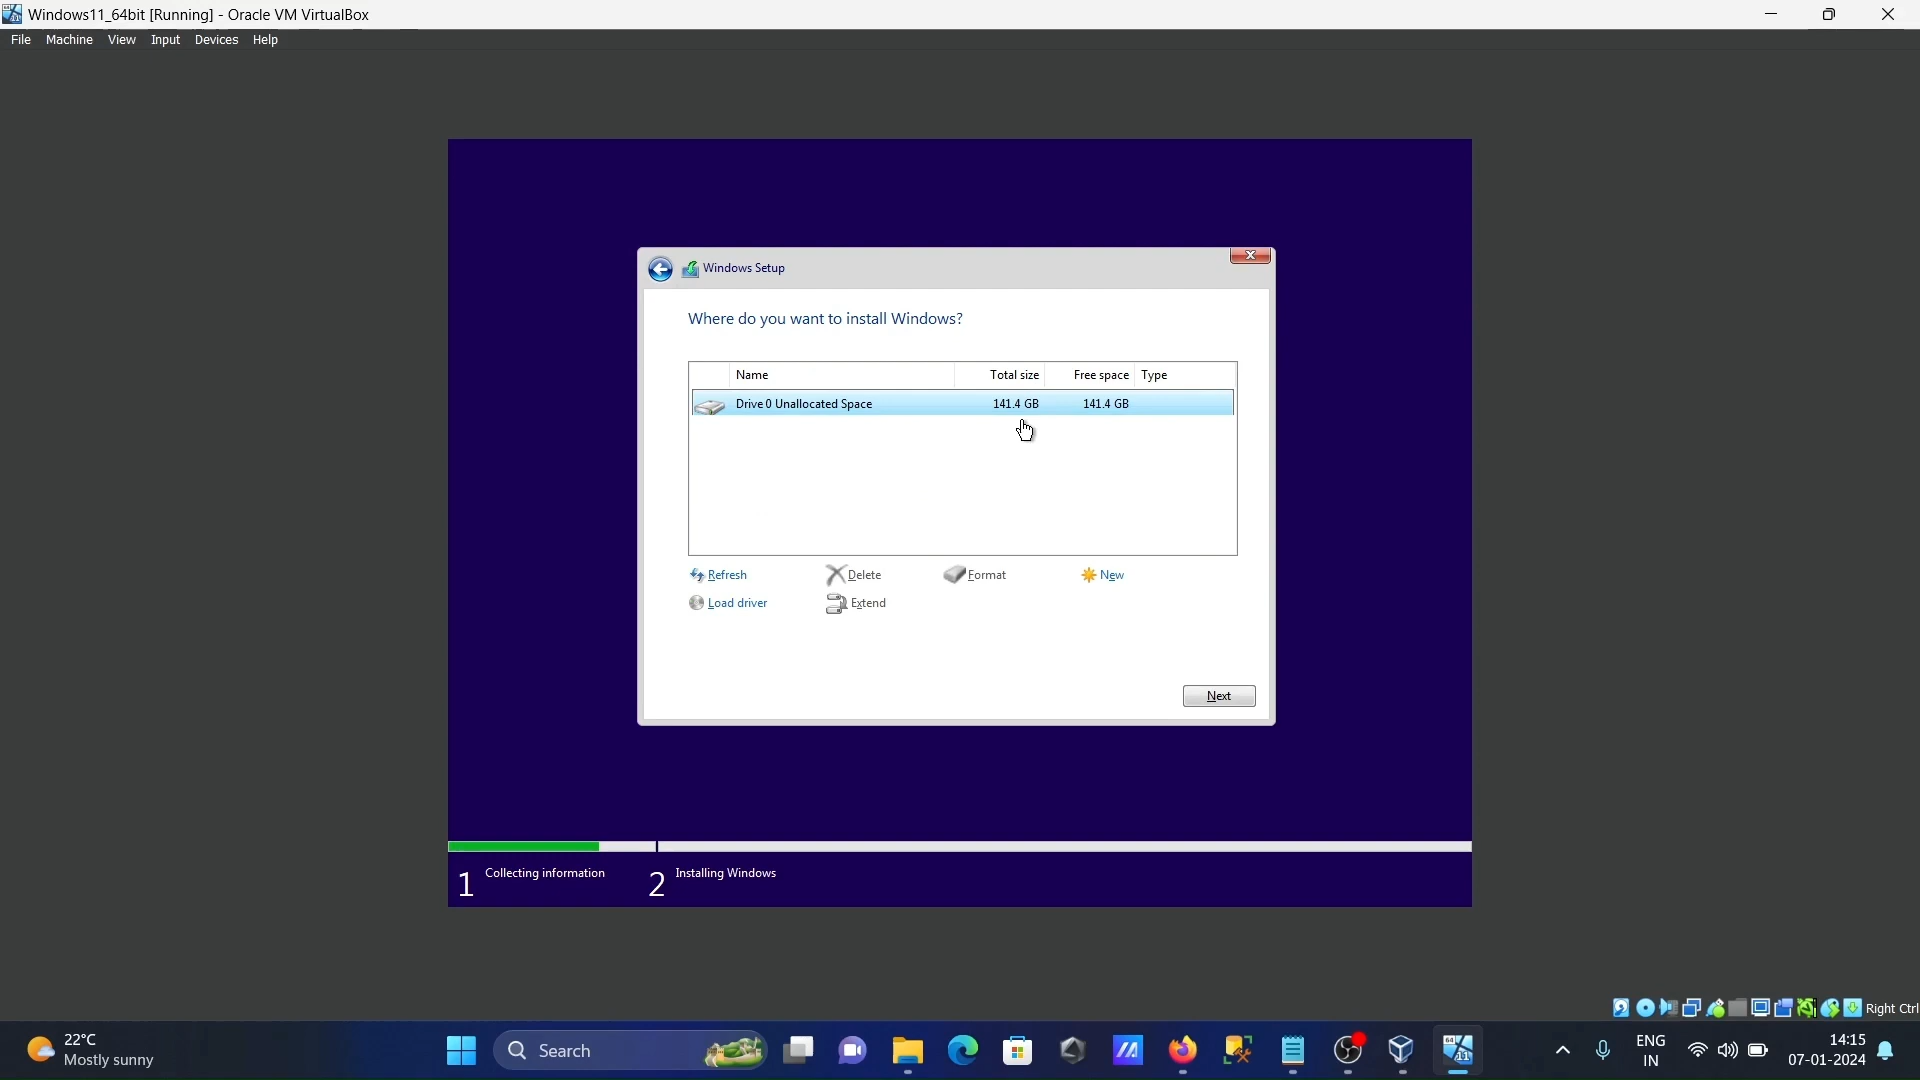 Windows11_64bit [Running] - Oracle VM VirtualBox
File Machine View Input Devices Help
Windows Setup
Where do you want to install Windows?
Name Total size Free space Type
Drive 0 Unallocated Space 141.4 GB 141.4 GB
Refresh Delete Format New
Load driver Extend
Next
1 Collecting information 2 Installing Windows
Right Ctrl
22°C
Mostly sunny
Search
64
11
ENG
IN
14:15
07-01-2024